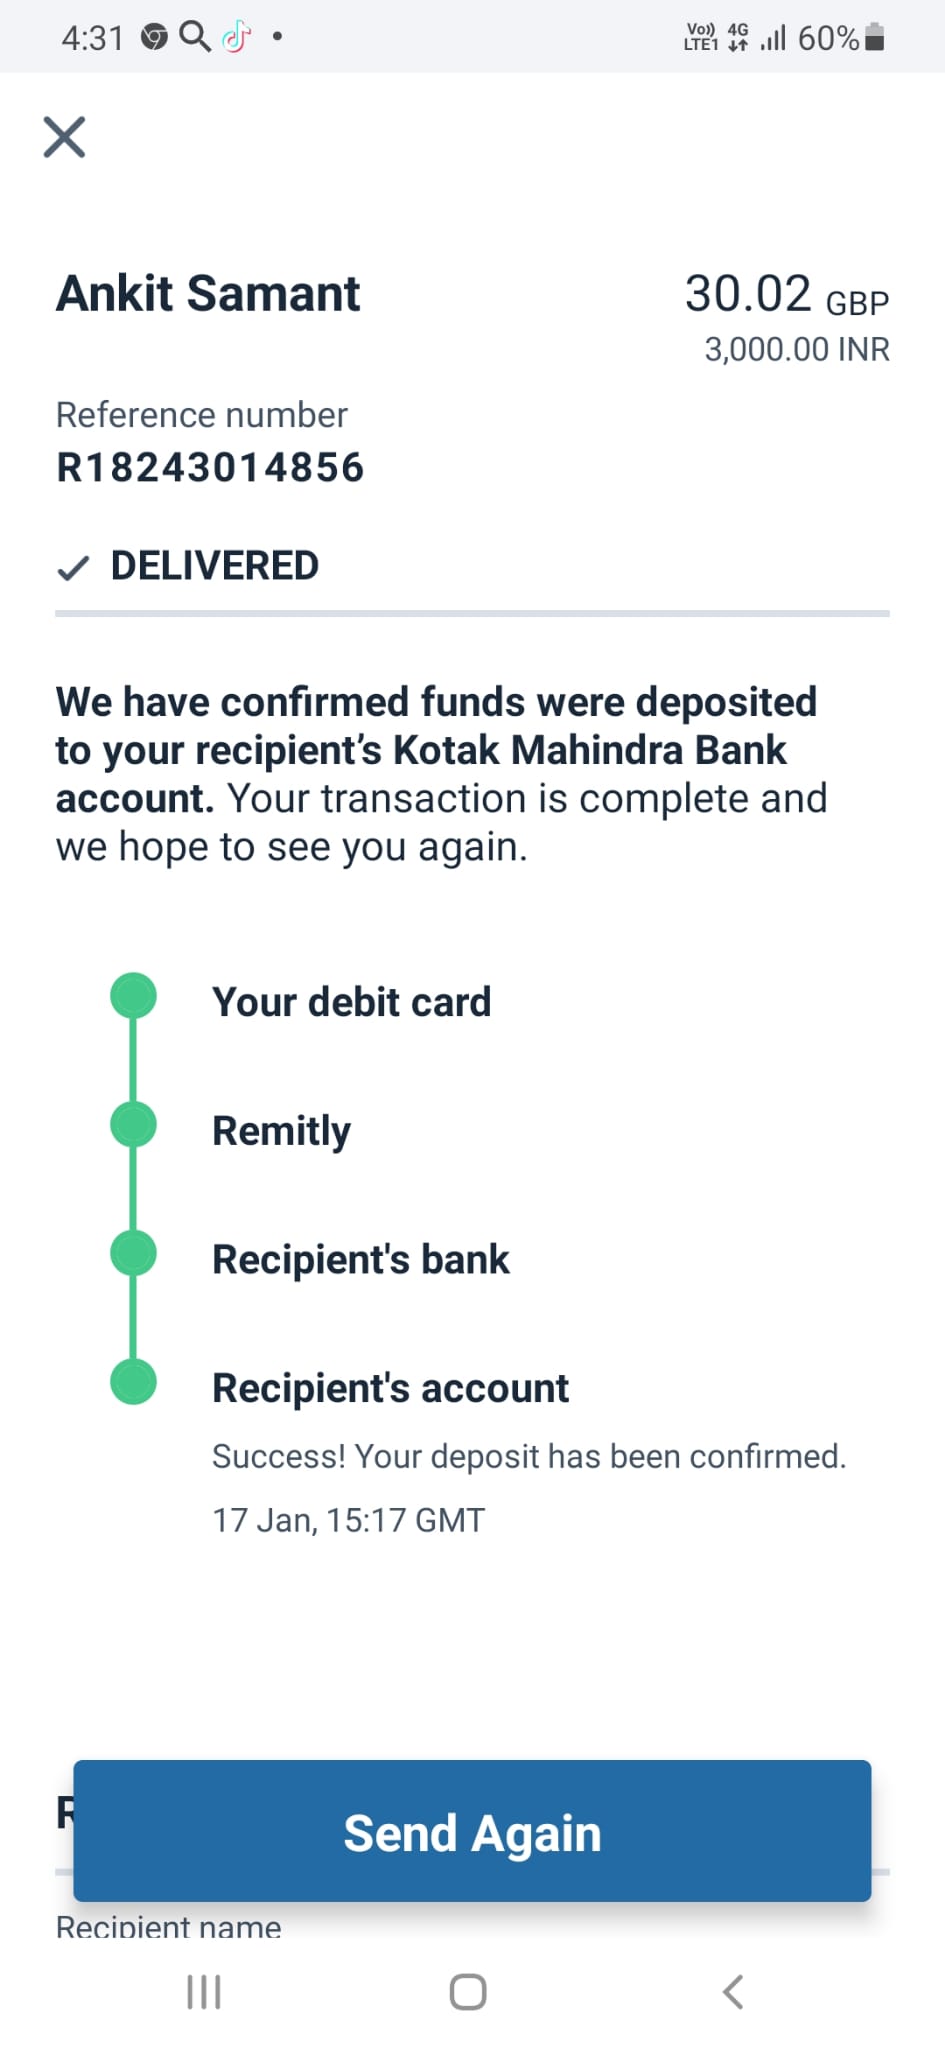 4:31
Vo)) 4G
LTE1 60%
Ankit Samant
30.02 GBP
3,000.00 INR
Reference number
R18243014856
DELIVERED
We have confirmed funds were deposited
to your recipient’s Kotak Mahindra Bank
account. Your transaction is complete and
we hope to see you again.
Your debit card
Remitly
Recipient's bank
Recipient's account
Success! Your deposit has been confirmed.
17 Jan, 15:17 GMT
Send Again
Recipient name